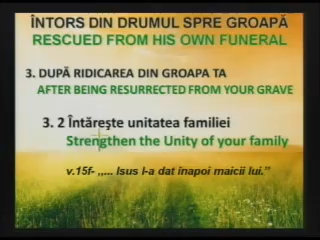 ÎNTORS DIN DRUMUL SPRE GROAPĂ
RESCUED FROM HIS OWN FUNERAL
3. DUPĂ RIDICAREA DIN GROAPA TA
AFTER BEING RESURRECTED FROM YOUR GRAVE
3. 2 Întărește unitatea familiei
Strengthen the Unity of your family
v.15f- ,,... Isus l-a dat înapoi maicii lui.”